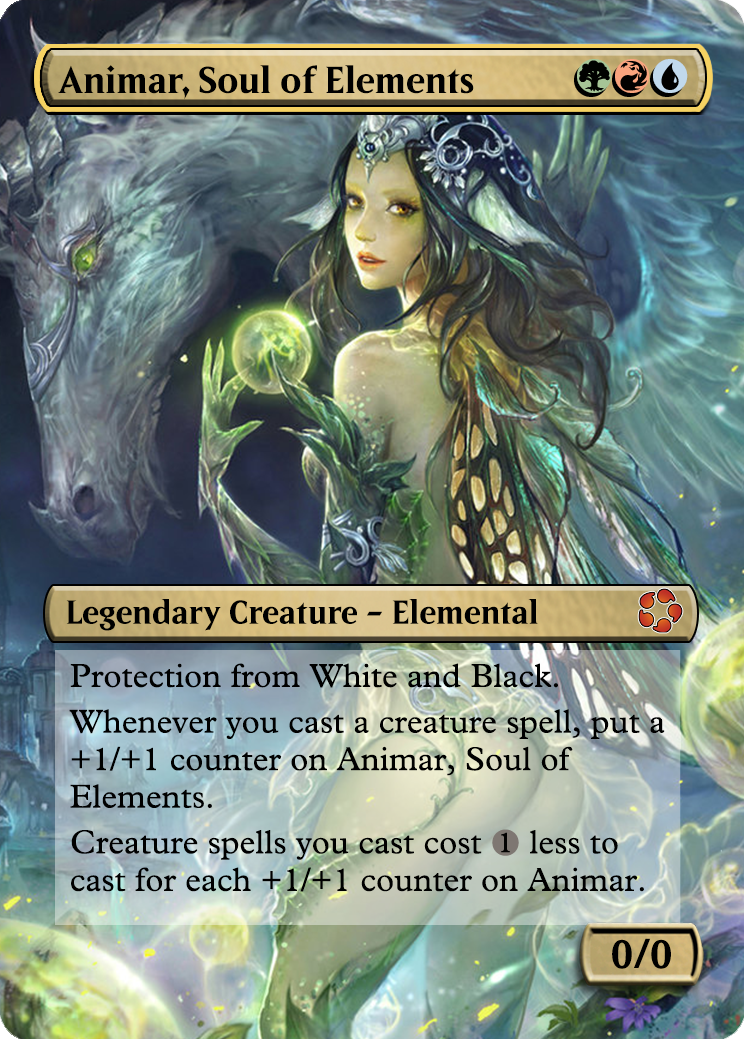 Animar, Soul of Elements
Legendary Creature – Elemental
Protection from White and Black.
Whenever you cast a creature spell, put a
+1/+1 counter on Animar, Soul of
Elements.
Creature spells you cast cost 1 less to
cast for each +1/+1 counter on Animar.
0/0